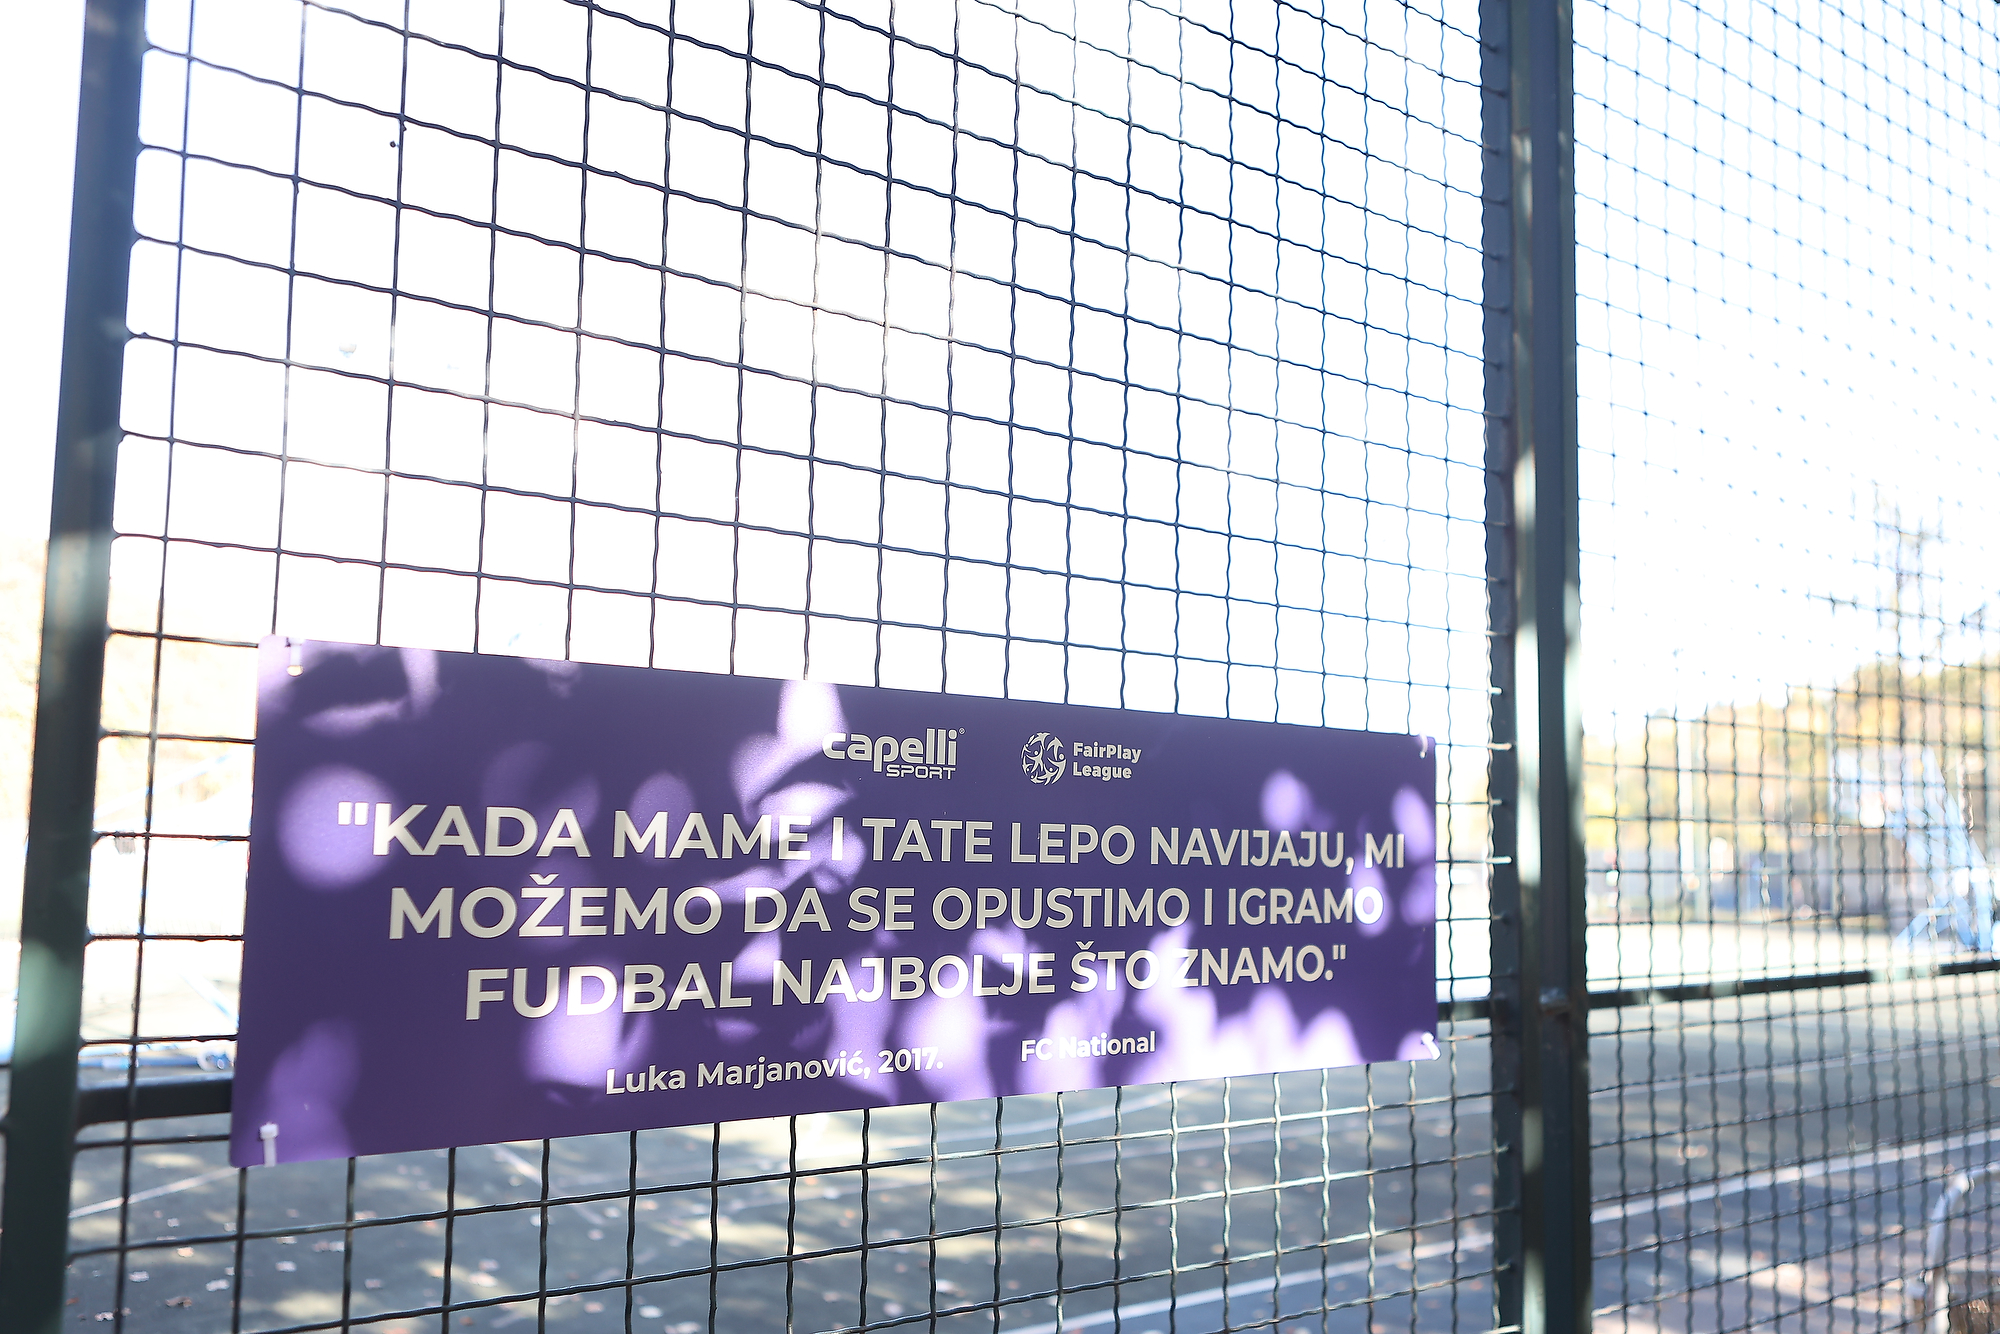 capelli®
SPORT
FairPlay
League
"KADA MAME I TATE LEPO NAVIJAJU, MI
MOŽEMO DA SE OPUSTIMO I IGRAMO
FUDBAL NAJBOLJE ŠTO ZNAMO."
Luka Marjanović, 2017. FC National